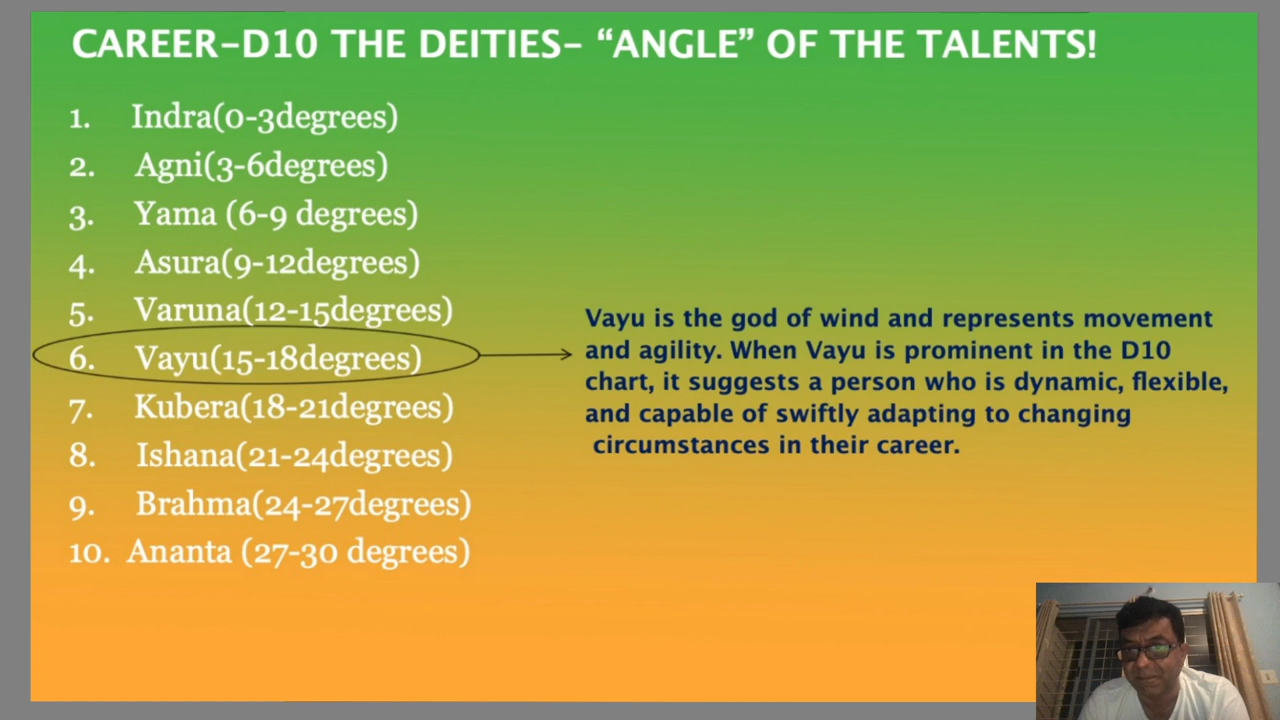 CAREER-D10 THE DEITIES- “ANGLE” OF THE TALENTS!
1. Indra(0-3degrees)
2. Agni(3-6degrees)
3. Yama (6-9 degrees)
4. Asura(9-12degrees)
5. Varuna(12-15degrees)
6. Vayu(15-18degrees)
7. Kubera(18-21degrees)
8. Ishana(21-24degrees)
9. Brahma(24-27degrees)
10. Ananta (27-30 degrees)
Vayu is the god of wind and represents movement
and agility. When Vayu is prominent in the D10
chart, it suggests a person who is dynamic, flexible,
and capable of swiftly adapting to changing
circumstances in their career.